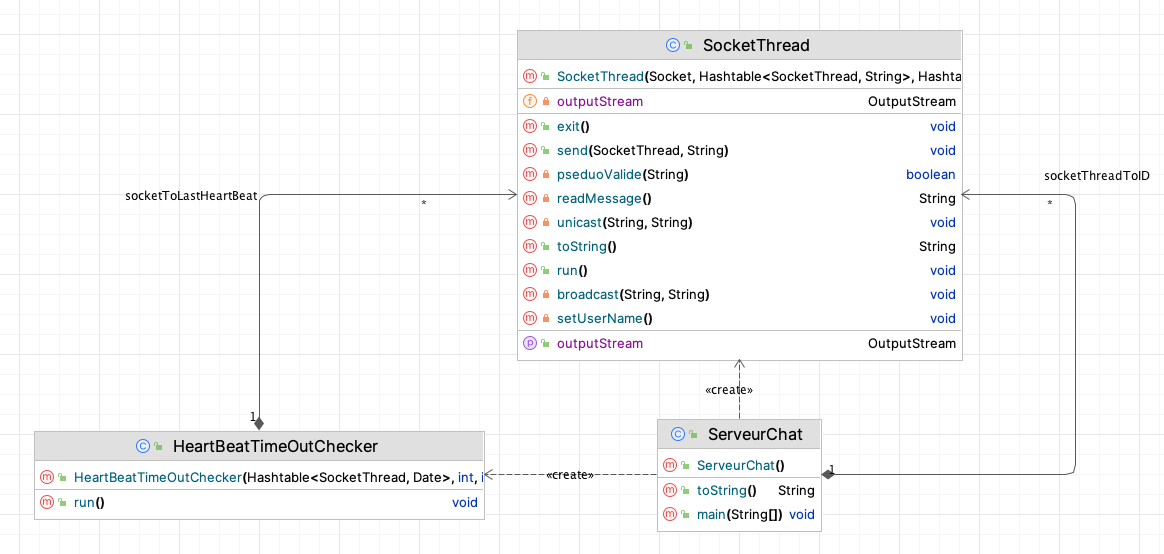 SocketThread
SocketThread(Socket, Hashtable<SocketThread, String>, Hashta
outputStream OutputStream
exit() void
send(SocketThread, String) void
pseduoValide(String) boolean
readMessage() String
unicast(String, String) void
toString() String
run() void
broadcast(String, String) void
setUserName() void
outputStream OutputStream
socketThreadToID
*
socketToLastHeartBeat
*
«create»
1
HeartBeatTimeOutChecker
HeartBeatTimeOutChecker(Hashtable<SocketThread, Date>, int, i
run() void
«create»
ServeurChat
ServeurChat()
toString() String
main(String[]) void
1